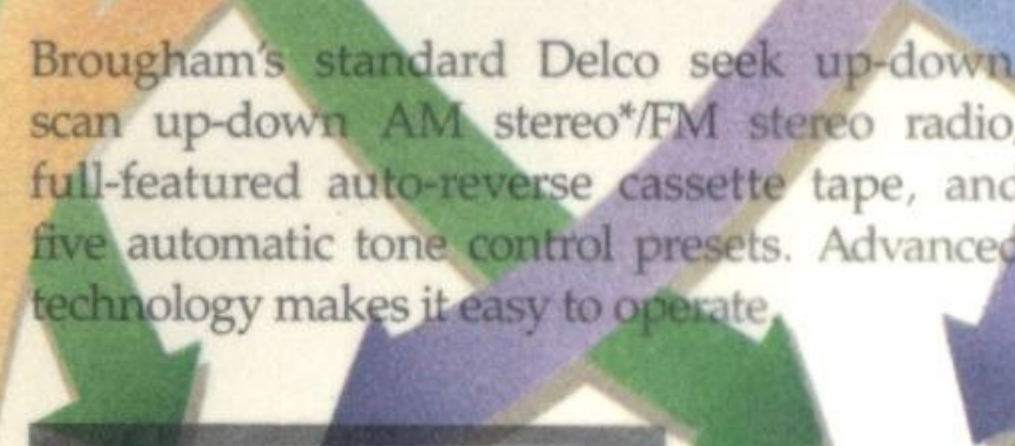 Brougham's standard Delco seek up-down,
scan up-down AM stereo*/FM stereo radio,
full-featured auto-reverse cassette tape, and
five automatic tone control presets. Advanced
technology makes it easy to operate